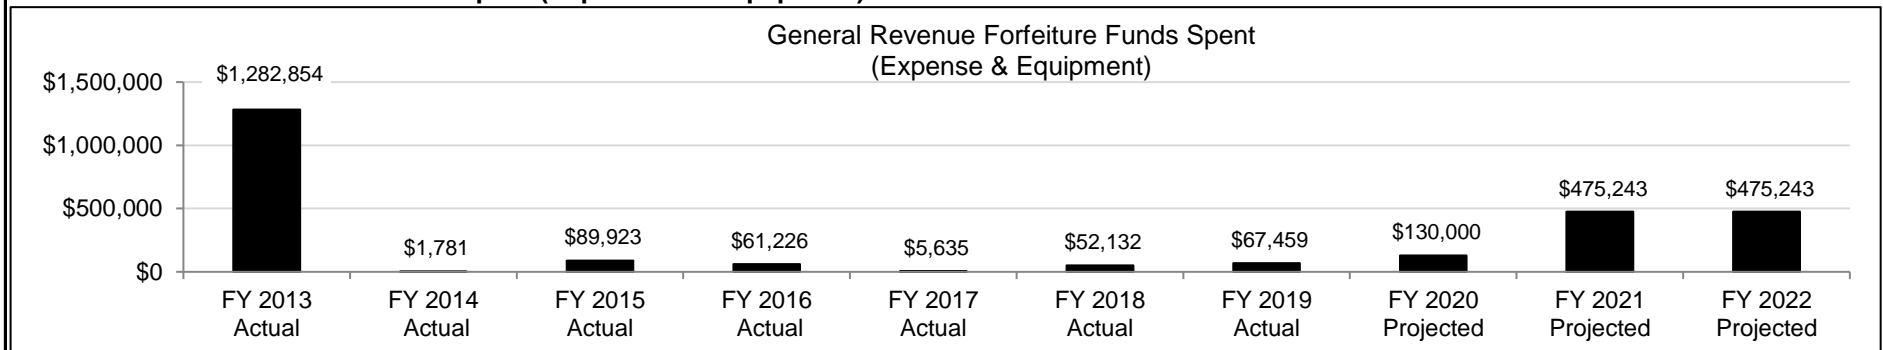 General Revenue Forfeiture Funds Spent
(Expense & Equipment)
$1,500,000
$1,000,000
$500,000
$0
$1,282,854
$1,781
$89,923
$61,226
$5,635
$52,132
$67,459
$130,000
$475,243
$475,243
FY 2013
Actual
FY 2014
Actual
FY 2015
Actual
FY 2016
Actual
FY 2017
Actual
FY 2018
Actual
FY 2019
Actual
FY 2020
Projected
FY 2021
Projected
FY 2022
Projected